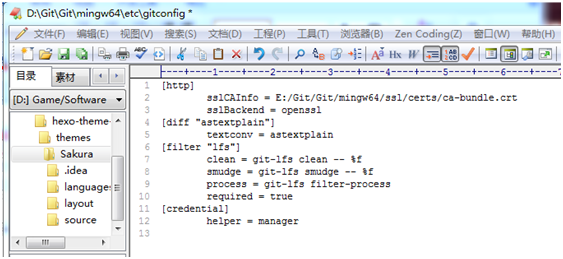 D:\Git\Git\mingw64\etc\gitconfig *
文件(F) 编辑(E) 视图(V) 搜索(S) 文档(D) 工程(P) 工具(T) 浏览器(B) Zen Coding(Z) 窗口(W) 帮助(H)
目录 素材
[D:] Game/Software
hexo-theme-
themes
Sakura
.idea
languages
layout
source
1 [http]
2 sslCAInfo = E:/Git/Git/mingw64/ssl/certs/ca-bundle.crt
3 sslBackend = openssl
4 [diff "astextplain"]
5 textconv = astextplain
6 [filter "lfs"]
7 clean = git-lfs clean -- %f
8 smudge = git-lfs smudge -- %f
9 process = git-lfs filter-process
10 required = true
11 [credential]
12 helper = manager
13